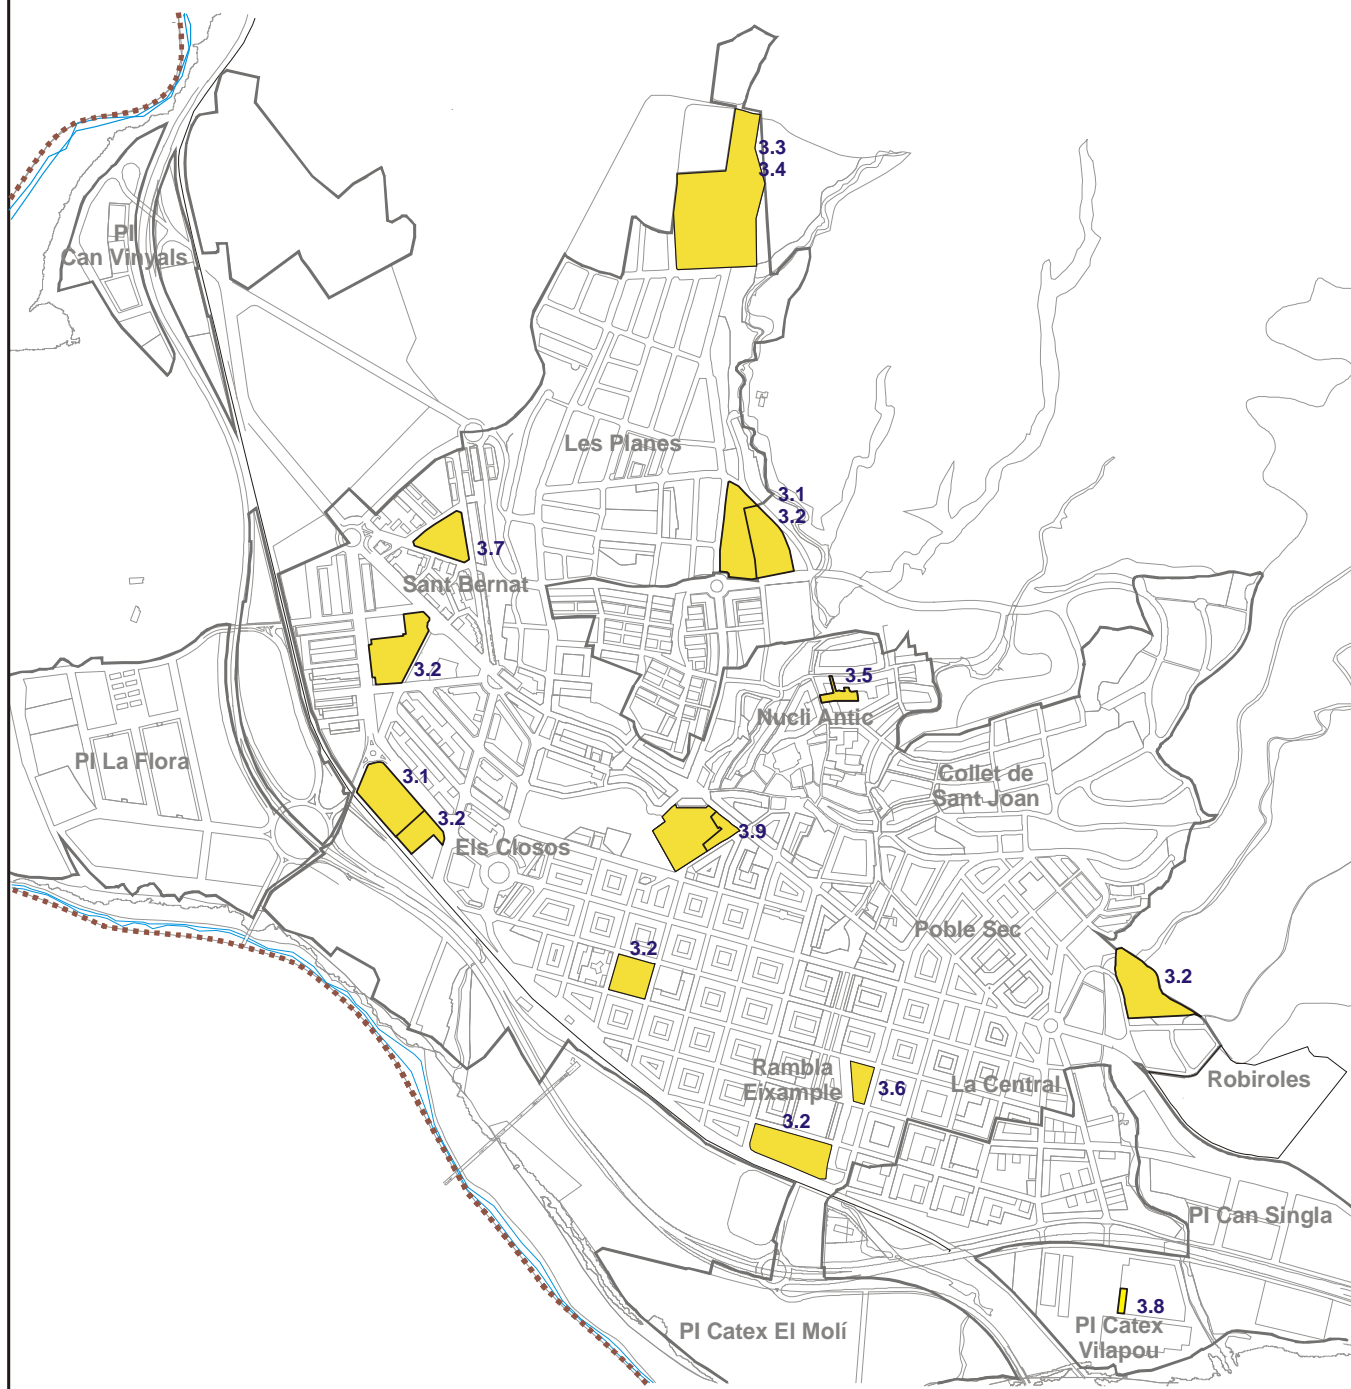 3.3
3.4
PI
Can Vinyals
Les Planes
3.1
3.2
3.7
Sant Bernat
3.2
3.5
Nucli Antic
PI La Flora
3.1
3.2
Collet de
Sant Joan
3.9
Els Closos
Poble Sec
3.2
3.2
Rambla
Eixample
3.6
La Central
Robiroles
3.2
PI Can Singla
3.8
PI Catex
Vilapou
PI Catex El Molí